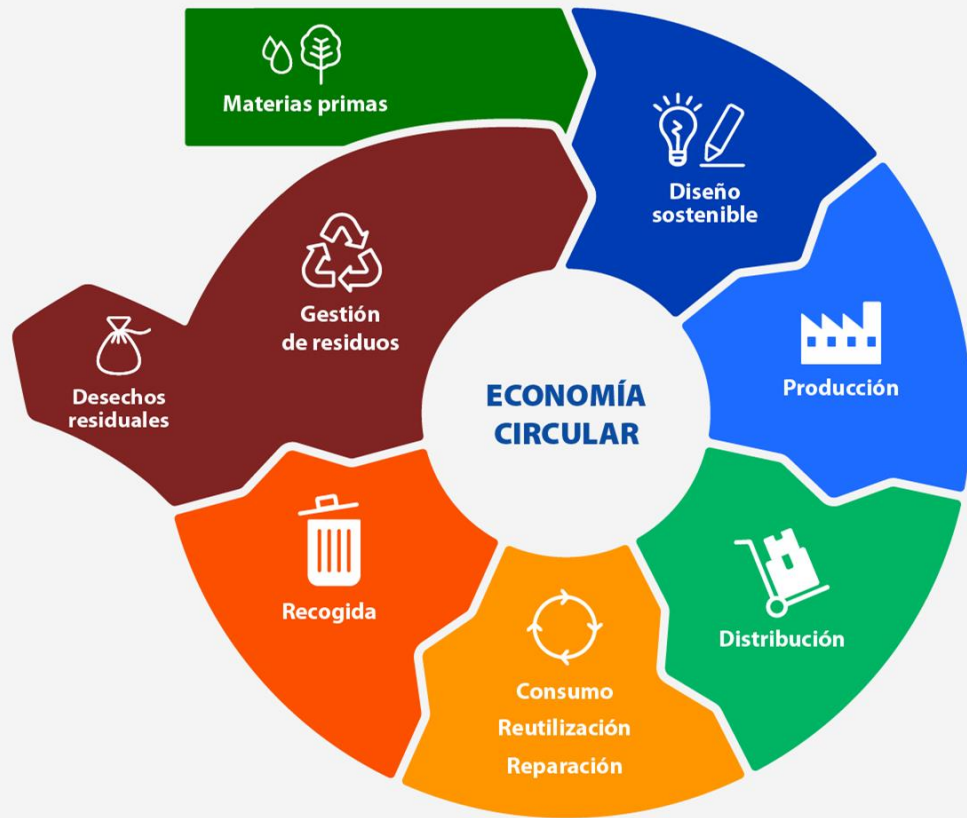 Materias primas
Diseño
sostenible
Producción
Distribución
Consumo
Reutilización
Reparación
Recogida
Gestión
de residuos
Desechos
residuales
ECONOMÍA
CIRCULAR